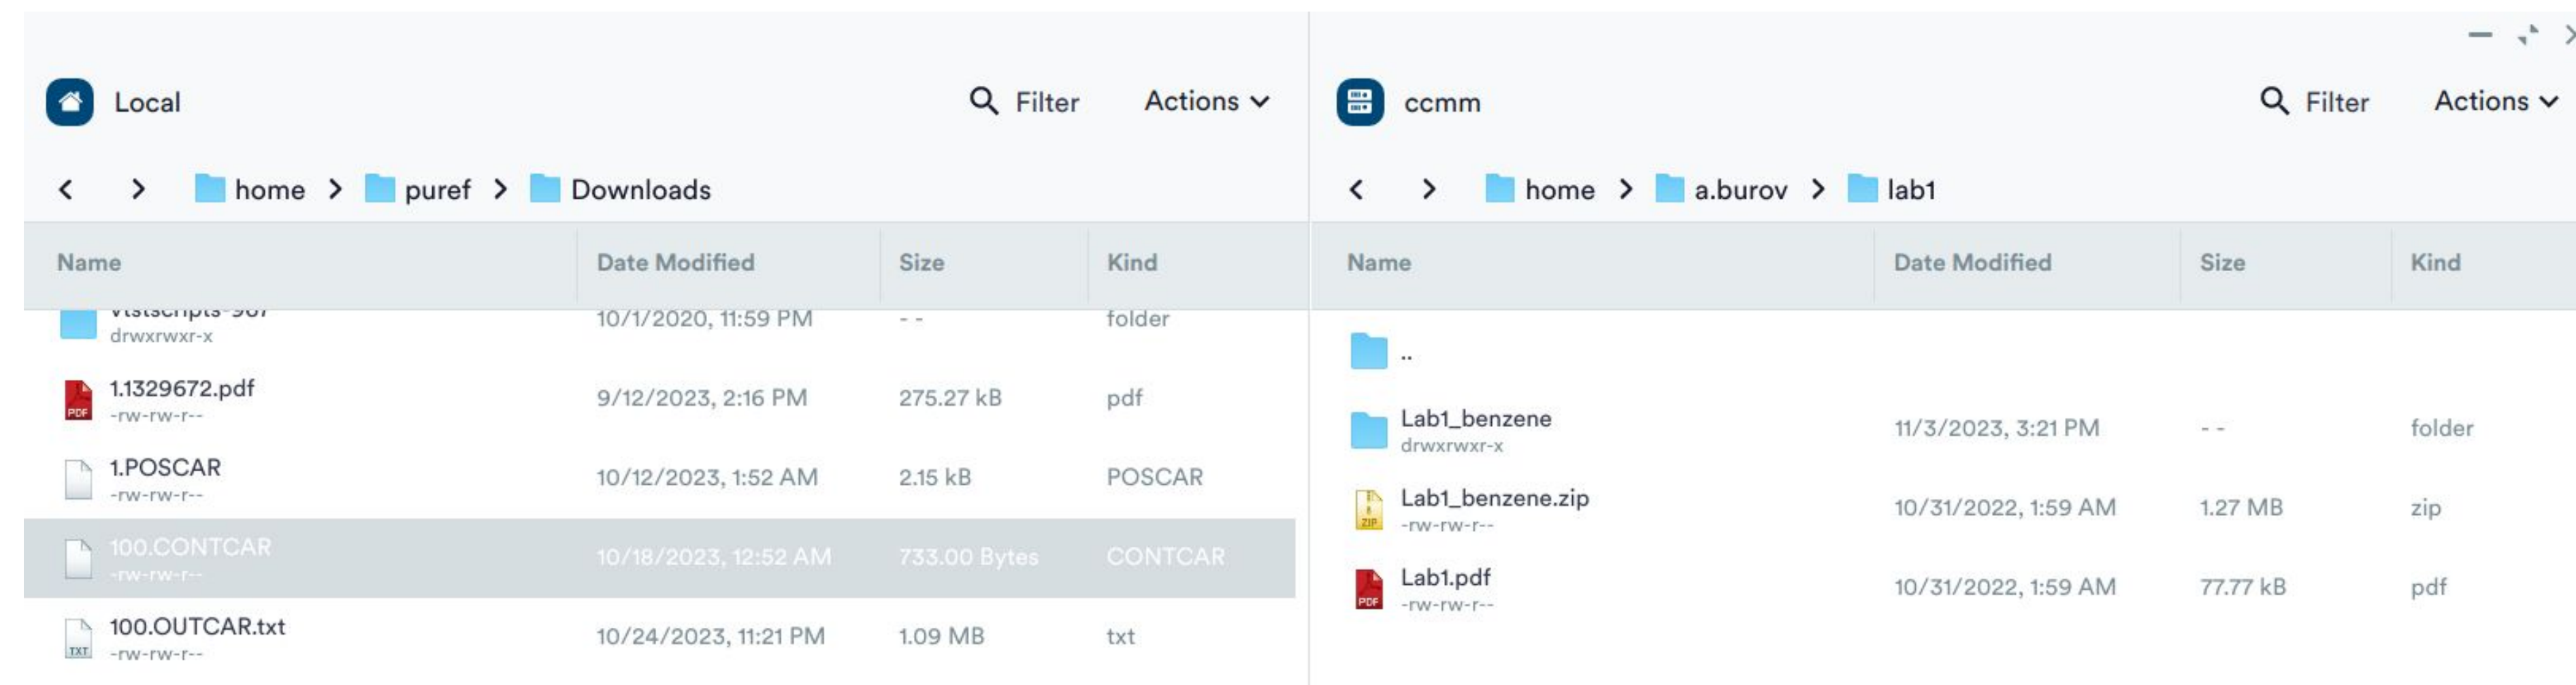 Local Filter Actions
home > puref > Downloads
Name Date Modified Size Kind
vtstscripts-967 10/1/2020, 11:59 PM -- folder
drwxrwxr-x
1.1329672.pdf 9/12/2023, 2:16 PM 275.27 kB pdf
-rw-rw-r--
1.POSCAR 10/12/2023, 1:52 AM 2.15 kB POSCAR
-rw-rw-r--
100.CONTCAR 10/18/2023, 12:52 AM 733.00 Bytes CONTCAR
-rw-rw-r--
100.OUTCAR.txt 10/24/2023, 11:21 PM 1.09 MB txt
-rw-rw-r--
ccmm Filter Actions
home > a.burov > lab1
Name Date Modified Size Kind
..
Lab1_benzene 11/3/2023, 3:21 PM -- folder
drwxrwxr-x
Lab1_benzene.zip 10/31/2022, 1:59 AM 1.27 MB zip
-rw-rw-r--
Lab1.pdf 10/31/2022, 1:59 AM 77.77 kB pdf
-rw-rw-r--